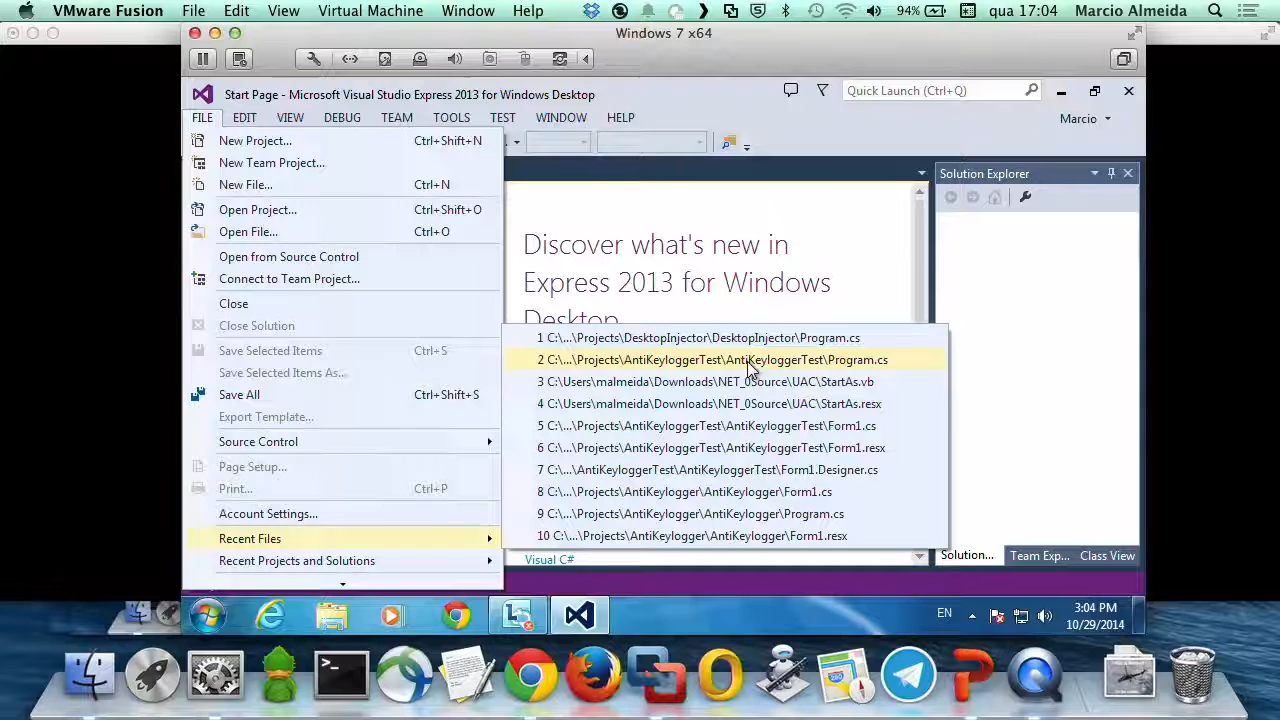 VMware Fusion File Edit View Virtual Machine Window Help 94% qua 17:04 Marcio Almeida
Windows 7 x64
Start Page - Microsoft Visual Studio Express 2013 for Windows Desktop
Quick Launch (Ctrl+Q)
FILE EDIT VIEW DEBUG TEAM TOOLS TEST WINDOW HELP
Marcio
New Project... Ctrl+Shift+N
New Team Project...
New File... Ctrl+N
Open Project... Ctrl+Shift+O
Open File... Ctrl+O
Open from Source Control
Connect to Team Project...
Close
Close Solution
Save Selected Items Ctrl+S
Save Selected Items As...
Save All Ctrl+Shift+S
Export Template...
Source Control
Page Setup...
Print... Ctrl+P
Account Settings...
Recent Files
Recent Projects and Solutions
Discover what's new in
Express 2013 for Windows
Desktop
1 C:\...\Projects\DesktopInjector\DesktopInjector\Program.cs
2 C:\...\Projects\AntiKeyloggerTest\AntiKeyloggerTest\Program.cs
3 C:\Users\malmeida\Downloads\NET_0Source\UAC\StartAs.vb
4 C:\Users\malmeida\Downloads\NET_0Source\UAC\StartAs.resx
5 C:\...\Projects\AntiKeyloggerTest\AntiKeyloggerTest\Form1.cs
6 C:\...\Projects\AntiKeyloggerTest\AntiKeyloggerTest\Form1.resx
7 C:\...\AntiKeyloggerTest\AntiKeyloggerTest\Form1.Designer.cs
8 C:\...\Projects\AntiKeylogger\AntiKeylogger\Form1.cs
9 C:\...\Projects\AntiKeylogger\AntiKeylogger\Program.cs
10 C:\...\Projects\AntiKeylogger\AntiKeylogger\Form1.resx
Visual C#
Solution Explorer
Solution... Team Exp... Class View
EN
3:04 PM
10/29/2014